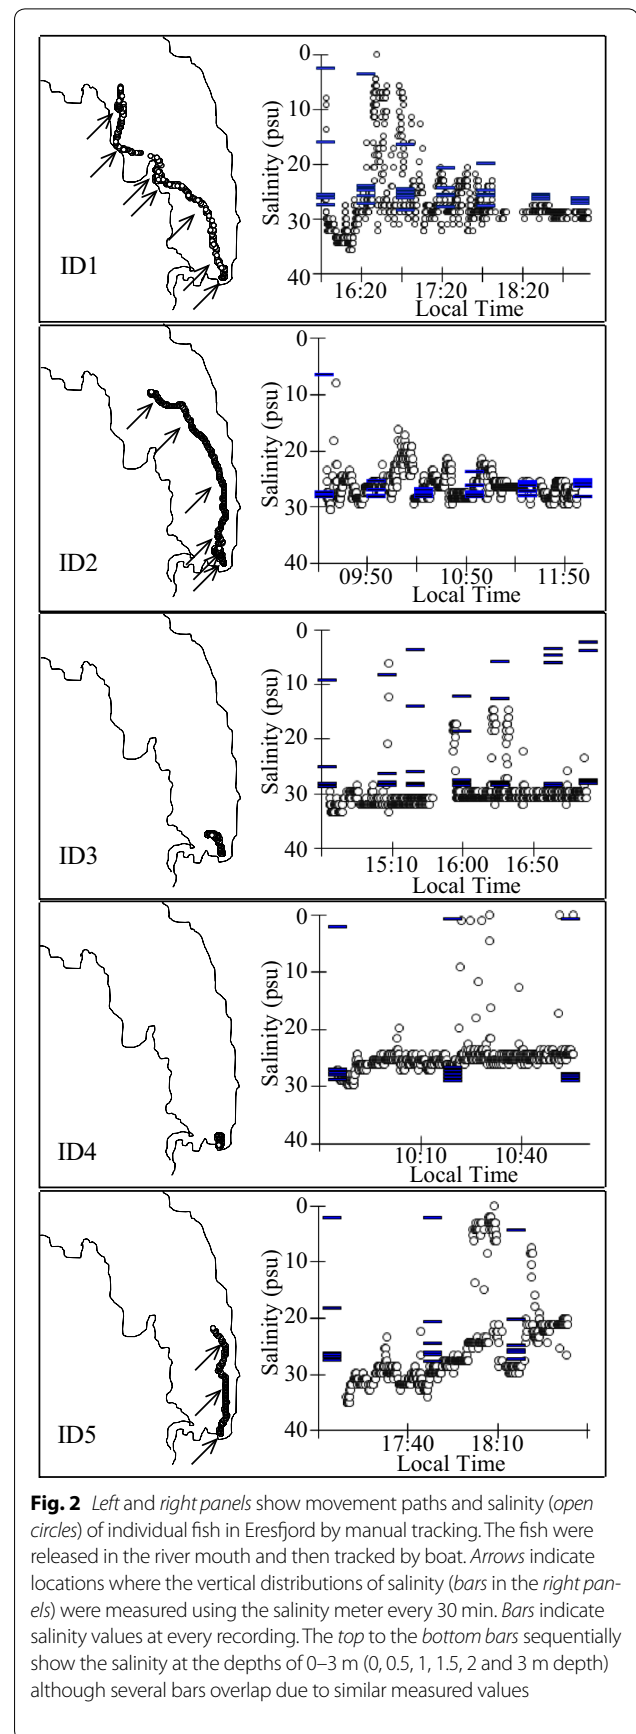 0
10
20
30
40
Salinity (psu)
ID1
16:20 17:20 18:20
Local Time
0
10
20
30
40
Salinity (psu)
ID2
09:50 10:50 11:50
Local Time
0
10
20
30
40
Salinity (psu)
ID3
15:10 16:00 16:50
Local Time
0
10
20
30
40
Salinity (psu)
ID4
10:10 10:40
Local Time
0
10
20
30
40
Salinity (psu)
ID5
17:40 18:10
Local Time
Fig. 2 Left and right panels show movement paths and salinity (open
circles) of individual fish in Eresfjord by manual tracking. The fish were
released in the river mouth and then tracked by boat. Arrows indicate
locations where the vertical distributions of salinity (bars in the right pan-
els) were measured using the salinity meter every 30 min. Bars indicate
salinity values at every recording. The top to the bottom bars sequentially
show the salinity at the depths of 0–3 m (0, 0.5, 1, 1.5, 2 and 3 m depth)
although several bars overlap due to similar measured values